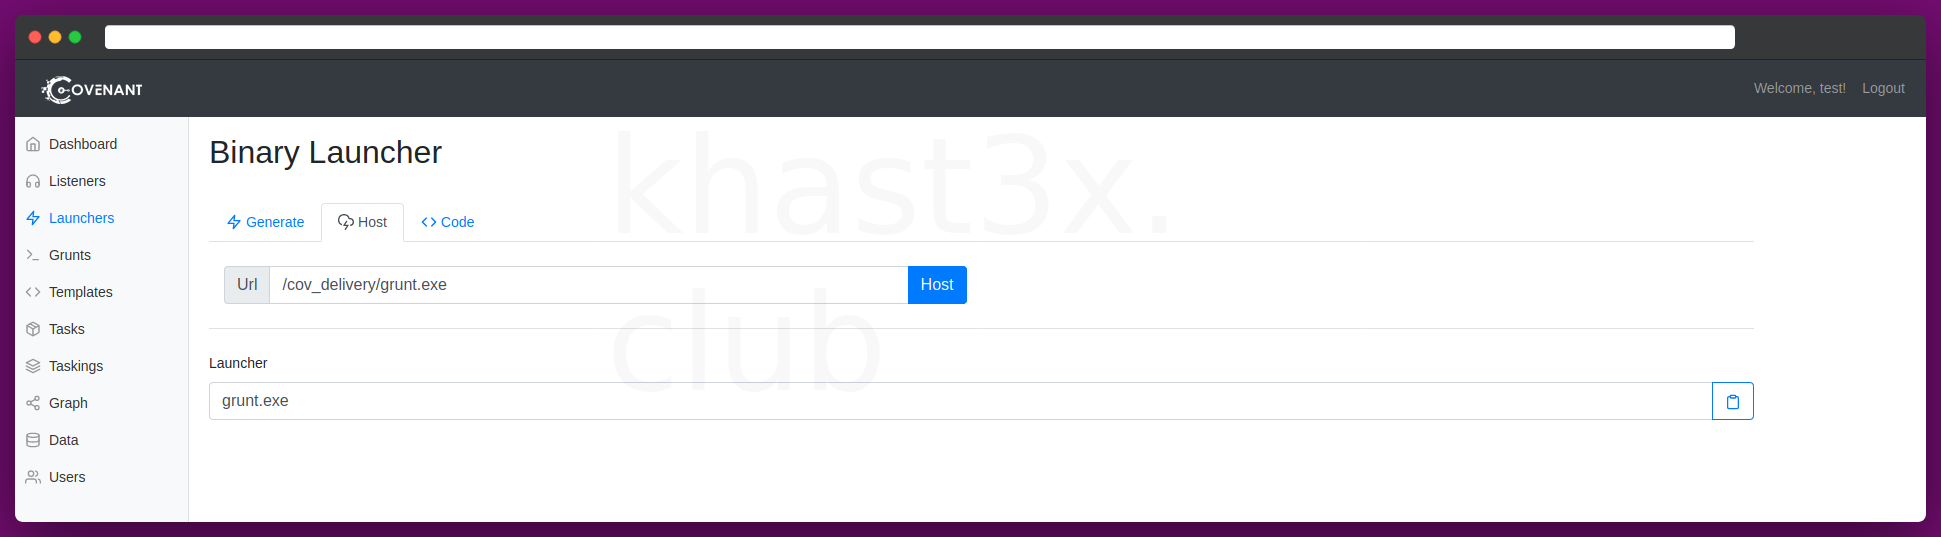 COVENANT
Welcome, test! Logout
Dashboard
Listeners
Launchers
Grunts
Templates
Tasks
Taskings
Graph
Data
Users
Binary Launcher
Generate Host Code
Url /cov_delivery/grunt.exe Host
Launcher
grunt.exe
khast3x.
club